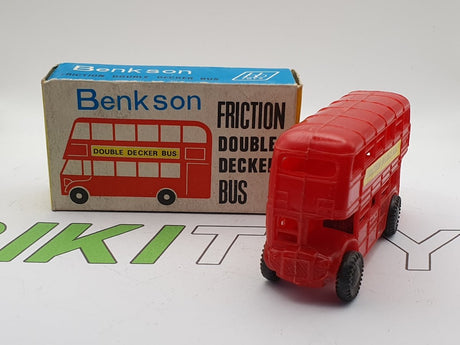 Benkson
FRICTION DOUBLE DECKER BUS
Benkson
FRICTION
DOUBLE
DECKER
BUS
DOUBLE DECKER BUS